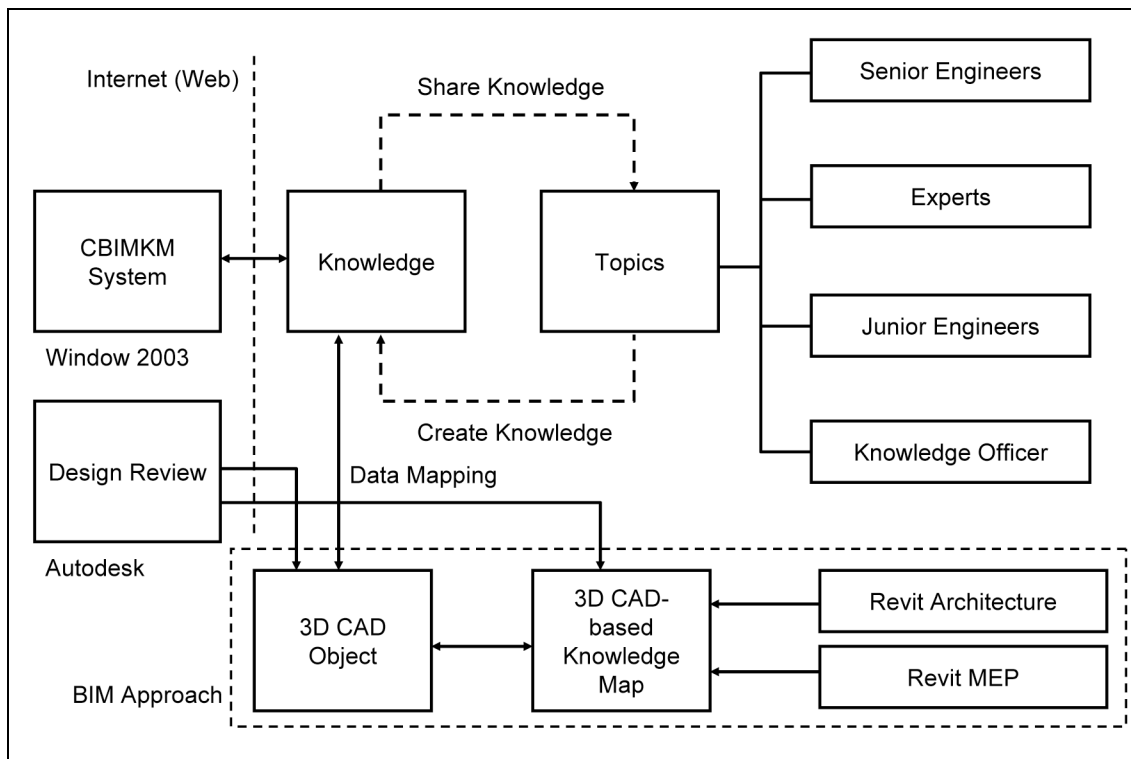 Internet (Web)
Share Knowledge
Senior Engineers
CBIMKM
System
Knowledge
Topics
Experts
Window 2003
Junior Engineers
Create Knowledge
Design Review
Data Mapping
Knowledge Officer
Autodesk
3D CAD
Object
3D CAD-
based
Knowledge
Map
Revit Architecture
Revit MEP
BIM Approach